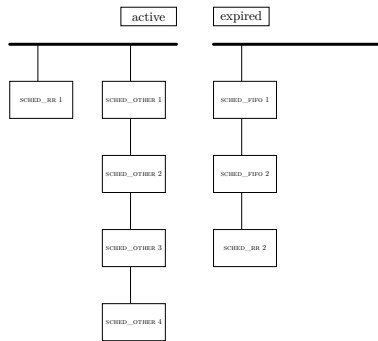 active expired
SCHED_RR 1 SCHED_OTHER 1 SCHED_FIFO 1
SCHED_OTHER 2 SCHED_FIFO 2
SCHED_OTHER 3 SCHED_RR 2
SCHED_OTHER 4